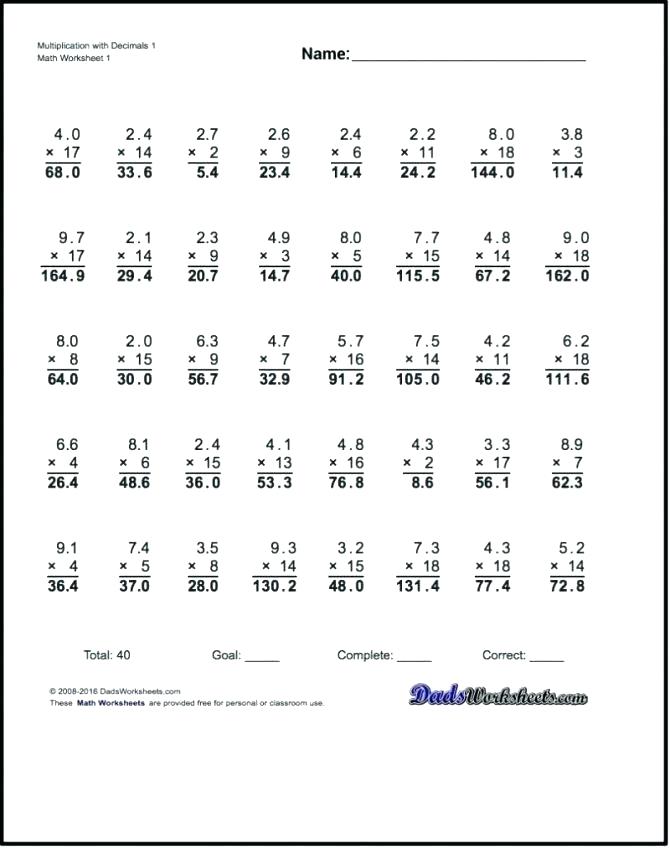 Multiplication with Decimals 1
Math Worksheet 1
Name:
4.0 2.4 2.7 2.6 2.4 2.2 8.0 3.8
× 17 × 14 × 2 × 9 × 6 × 11 × 18 × 3
68.0 33.6 5.4 23.4 14.4 24.2 144.0 11.4
9.7 2.1 2.3 4.9 8.0 7.7 4.8 9.0
× 17 × 14 × 9 × 3 × 5 × 15 × 14 × 18
164.9 29.4 20.7 14.7 40.0 115.5 67.2 162.0
8.0 2.0 6.3 4.7 5.7 7.5 4.2 6.2
× 8 × 15 × 9 × 7 × 16 × 14 × 11 × 18
64.0 30.0 56.7 32.9 91.2 105.0 46.2 111.6
6.6 8.1 2.4 4.1 4.8 4.3 3.3 8.9
× 4 × 6 × 15 × 13 × 16 × 2 × 17 × 7
26.4 48.6 36.0 53.3 76.8 8.6 56.1 62.3
9.1 7.4 3.5 9.3 3.2 7.3 4.3 5.2
× 4 × 5 × 8 × 14 × 15 × 18 × 18 × 14
36.4 37.0 28.0 130.2 48.0 131.4 77.4 72.8
Total: 40 Goal: Complete: Correct:
© 2008-2016 DadsWorksheets.com
These Math Worksheets are provided free for personal or classroom use.
DadsWorksheets.com